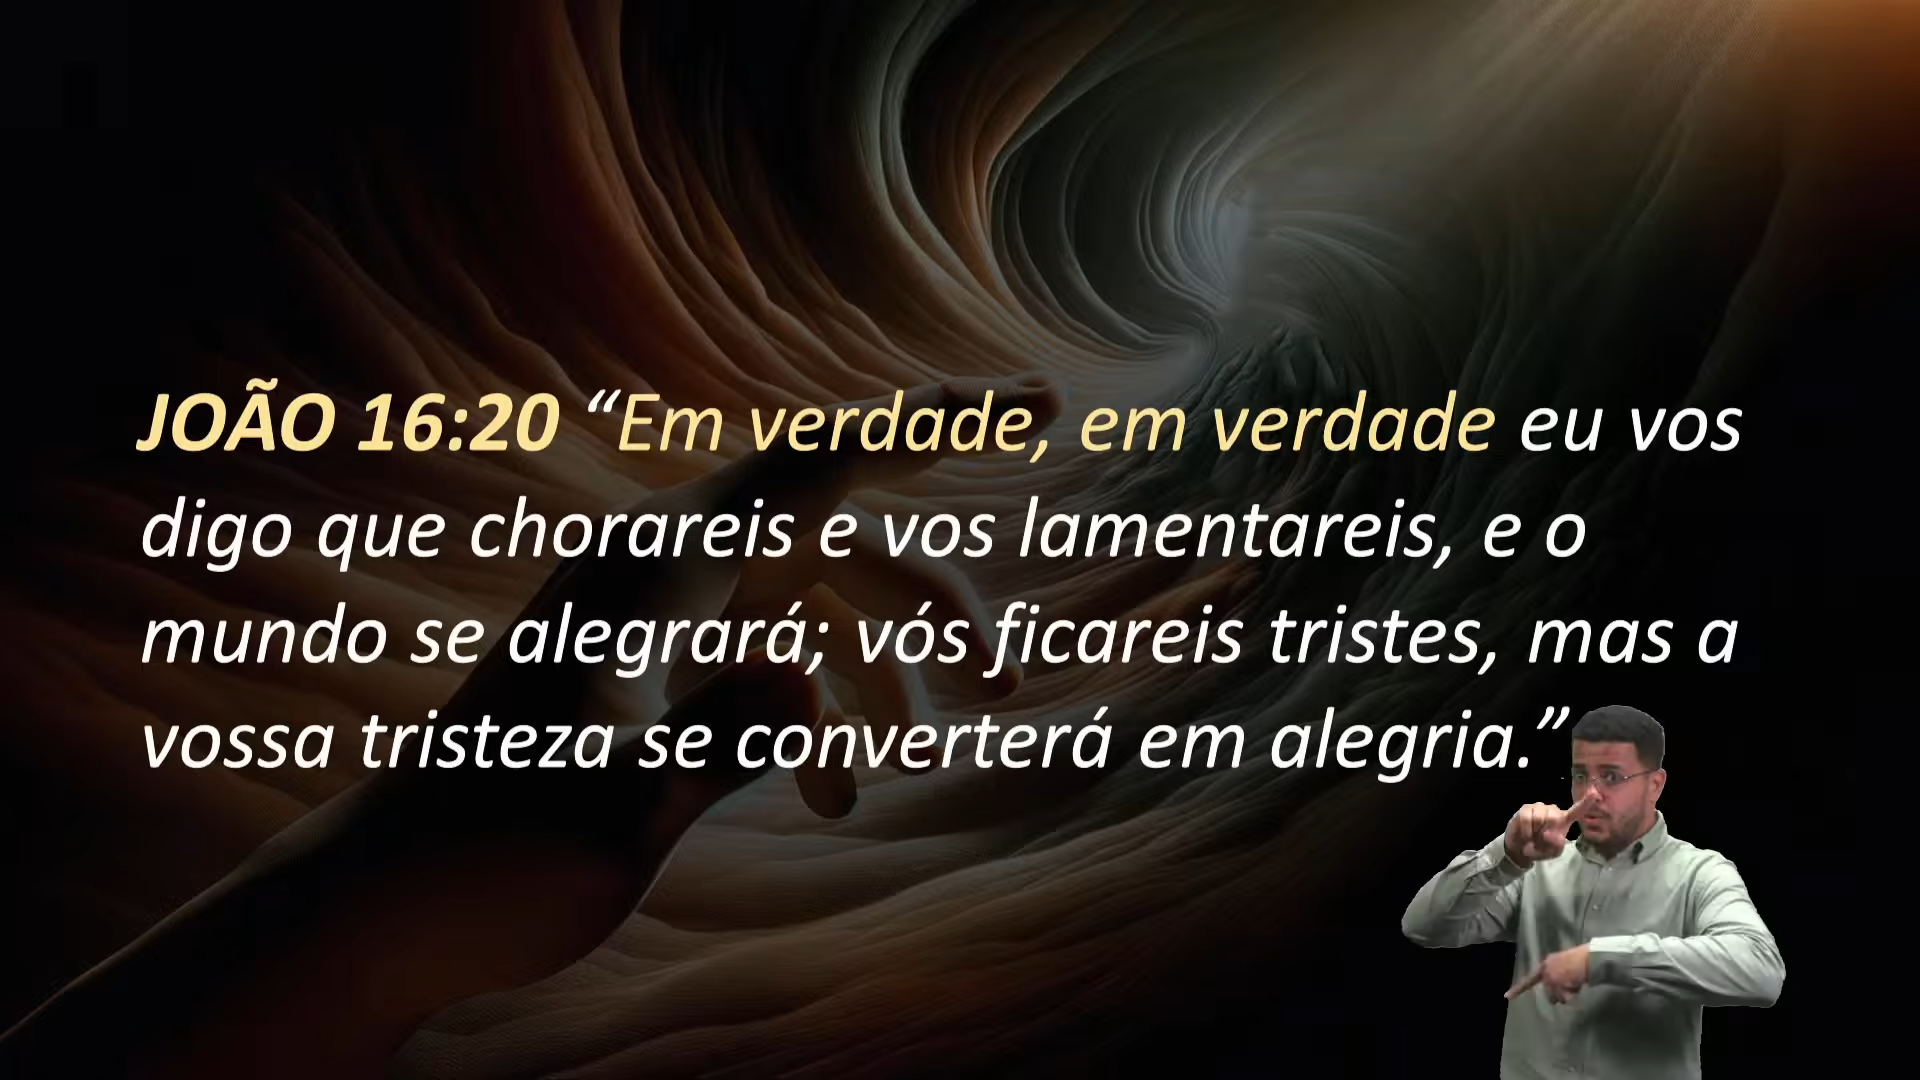 JOÃO 16:20 “Em verdade, em verdade eu vos
digo que chorareis e vos lamentareis, e o
mundo se alegrará; vós ficareis tristes, mas a
vossa tristeza se converterá em alegria.”